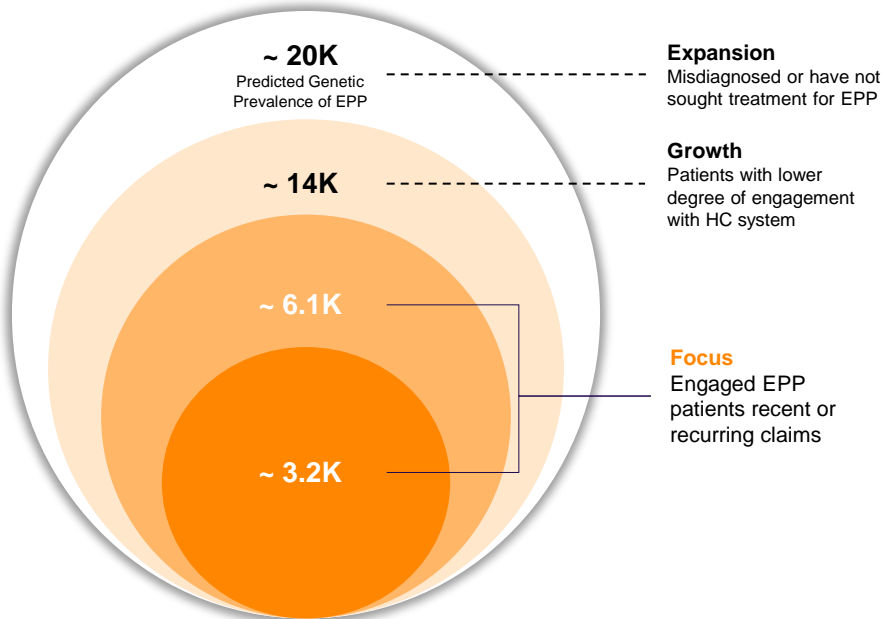 ~ 20K
Predicted Genetic
Prevalence of EPP
Expansion
Misdiagnosed or have not
sought treatment for EPP
~ 14K
Growth
Patients with lower
degree of engagement
with HC system
~ 6.1K
~ 3.2K
Focus
Engaged EPP
patients recent or
recurring claims